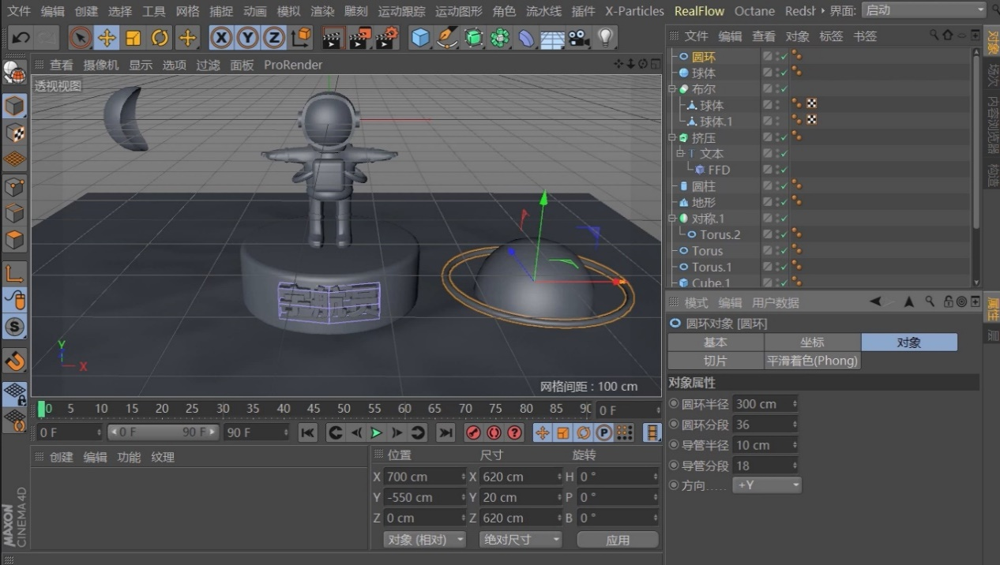 文件 编辑 创建 选择 工具 网格 捕捉 动画 模拟 渲染 雕刻 运动跟踪 运动图形 角色 流水线 插件 X-Particles RealFlow Octane Redsh 界面: 启动
文件 编辑 查看 对象 标签 书签
查看 摄像机 显示 选项 过滤 面板 ProRender
透视视图
圆环
球体
布尔
球体
球体.1
挤压
文本
FFD
圆柱
地形
对称.1
Torus.2
Torus
Torus.1
Cube.1
对象
场次
内容浏览器
构造
Y
X
网格间距 : 100 cm
0 5 10 15 20 25 30 35 40 45 50 55 60 65 70 75 80 85 90 0 F
0 F 0 F 90 F 90 F
创建 编辑 功能 纹理
位置 尺寸 旋转
X 700 cm X 620 cm H 0 °
Y -550 cm Y 20 cm P 0 °
Z 0 cm Z 620 cm B 0 °
对象 (相对) 绝对尺寸 应用
MAXON
CINEMA 4D
模式 编辑 用户数据
属性
层
圆环对象 [圆环]
基本 坐标 对象
切片 平滑着色(Phong)
对象属性
圆环半径 300 cm
圆环分段 36
导管半径 10 cm
导管分段 18
方向..... +Y